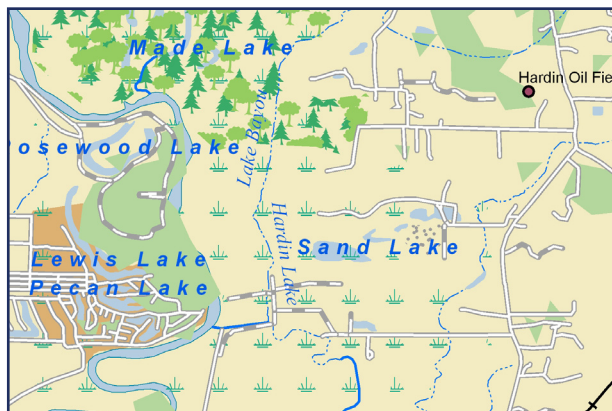 Made Lake
Hardin Oil Fie
osewood Lake
Lake Bayou
Hardin Lake
Sand Lake
Lewis Lake
Pecan Lake